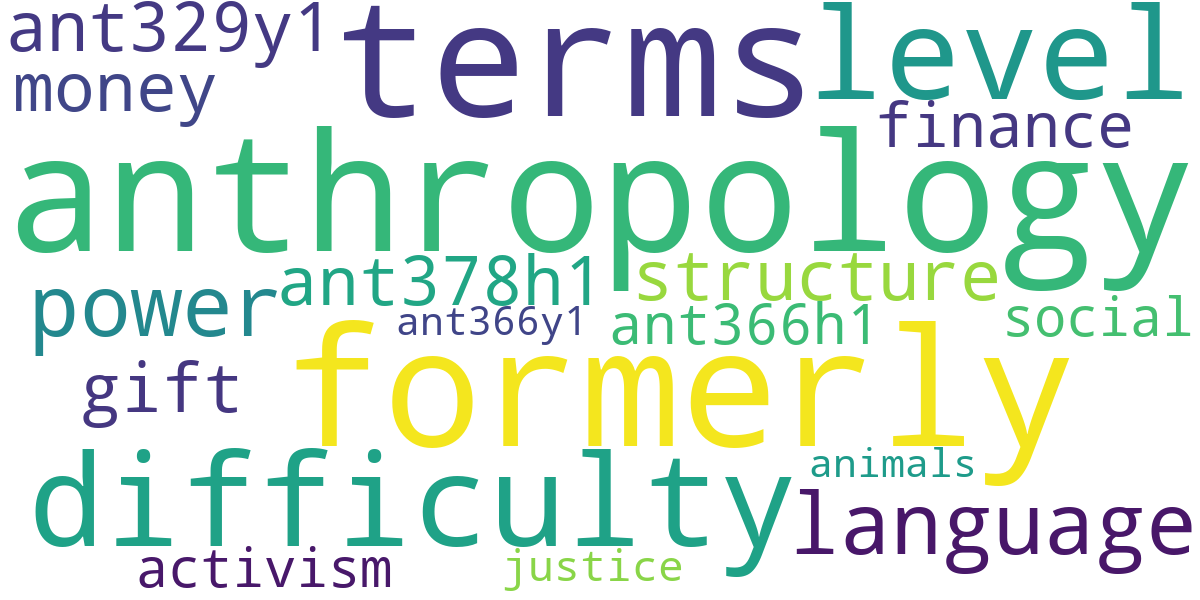 ant329y1 terms level
money finance
anthropology
power ant378h1 structure
ant366y1 ant366h1 social
gift formerly
difficulty animals
language
activism justice